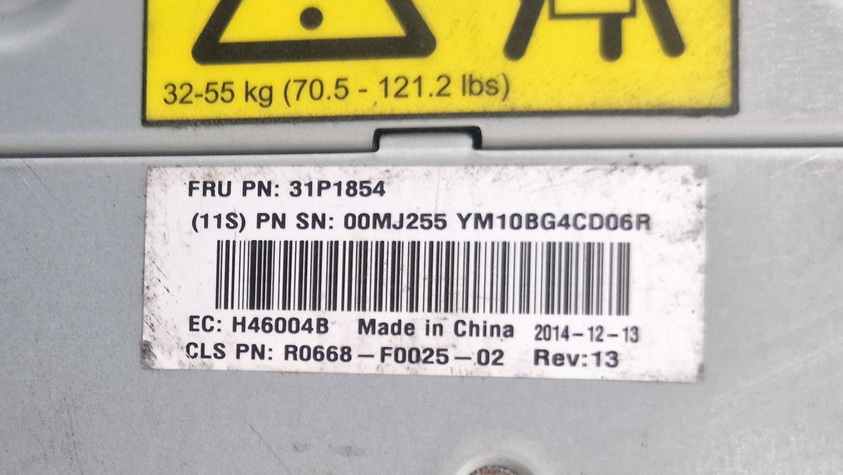 32-55 kg (70.5 - 121.2 lbs)
FRU PN: 31P1854
(11S) PN SN: 00MJ255 YM10BG4CD06R
EC: H46004B Made in China 2014-12-13
CLS PN: R0668-F0025-02 Rev:13